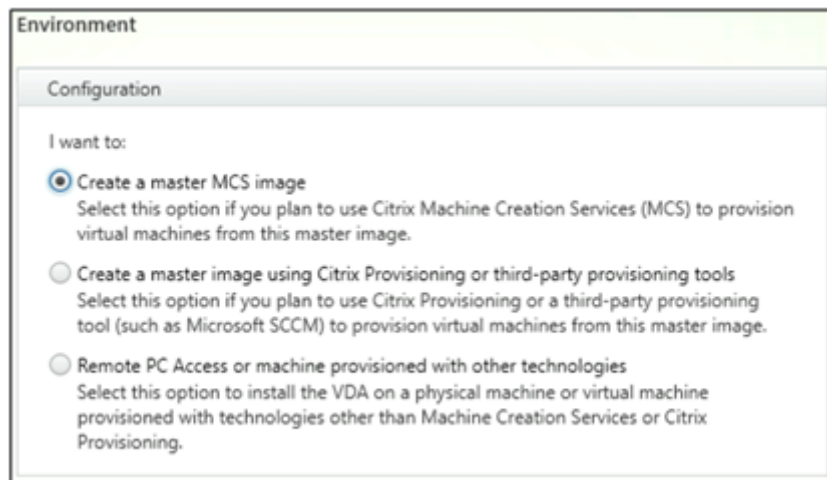 Environment
Configuration
I want to:
Create a master MCS image
Select this option if you plan to use Citrix Machine Creation Services (MCS) to provision
virtual machines from this master image.
Create a master image using Citrix Provisioning or third-party provisioning tools
Select this option if you plan to use Citrix Provisioning or a third-party provisioning
tool (such as Microsoft SCCM) to provision virtual machines from this master image.
Remote PC Access or machine provisioned with other technologies
Select this option to install the VDA on a physical machine or virtual machine
provisioned with technologies other than Machine Creation Services or Citrix
Provisioning.